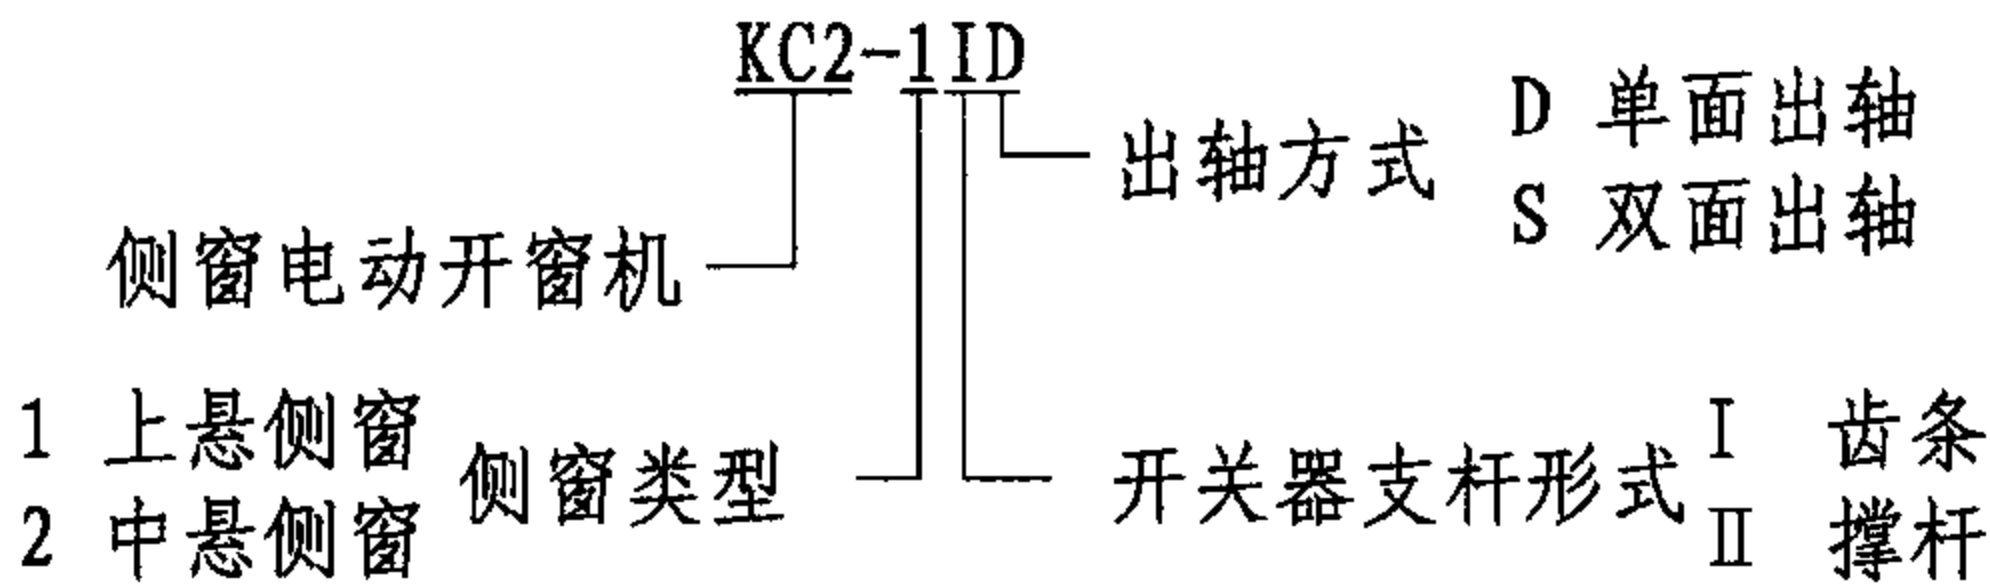 KC2-1ID
D 单面出轴
出轴方式
S 双面出轴
侧窗电动开窗机
1 上悬侧窗
侧窗类型
2 中悬侧窗
开关器支杆形式
I 齿条
II 撑杆